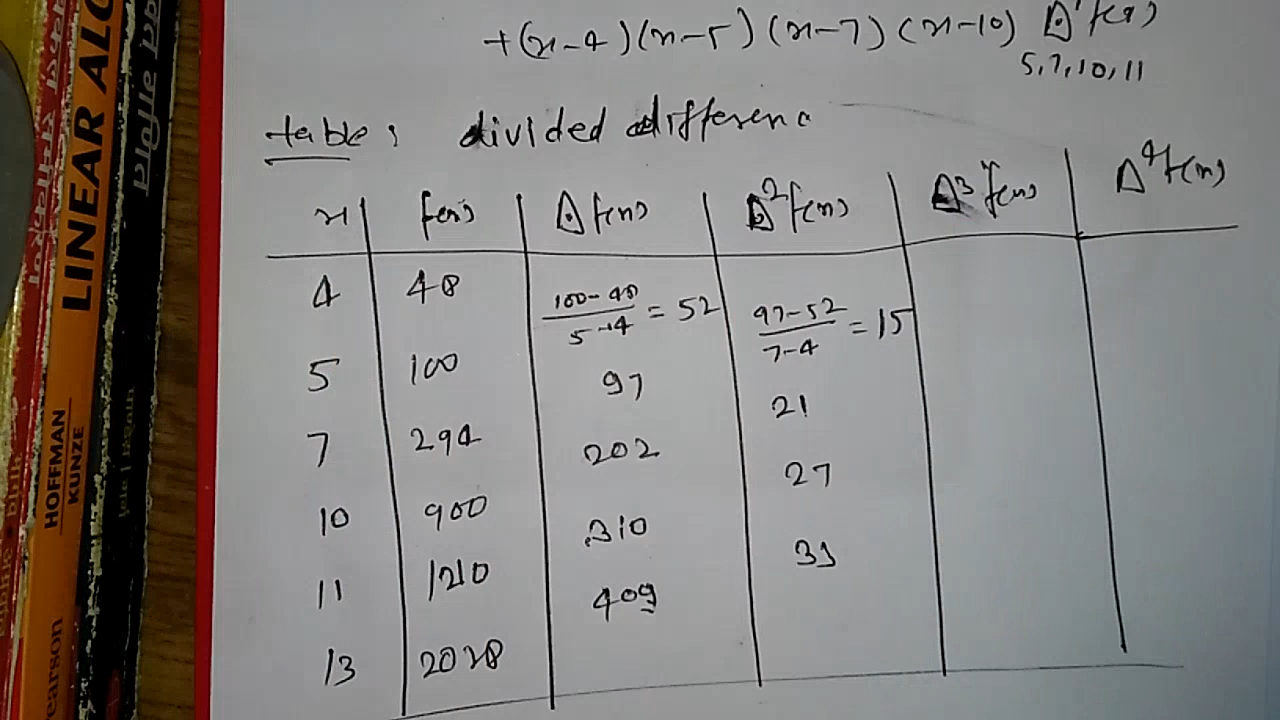 +(x-4)(x-5)(x-7)(x-10) Δ⁴f(x)
5,7,10,11
table: divided differenc
x f(x) Δf(x) Δ²f(x) Δ³f(x) Δ⁴f(x)
4 48 100-48/5-4 = 52 97-52/7-4 = 15
5 100 97 21
7 294 202 27
10 900 310 33
11 1210 409
13 2028
LINEAR ALG
HOFFMAN
KUNZE
earson